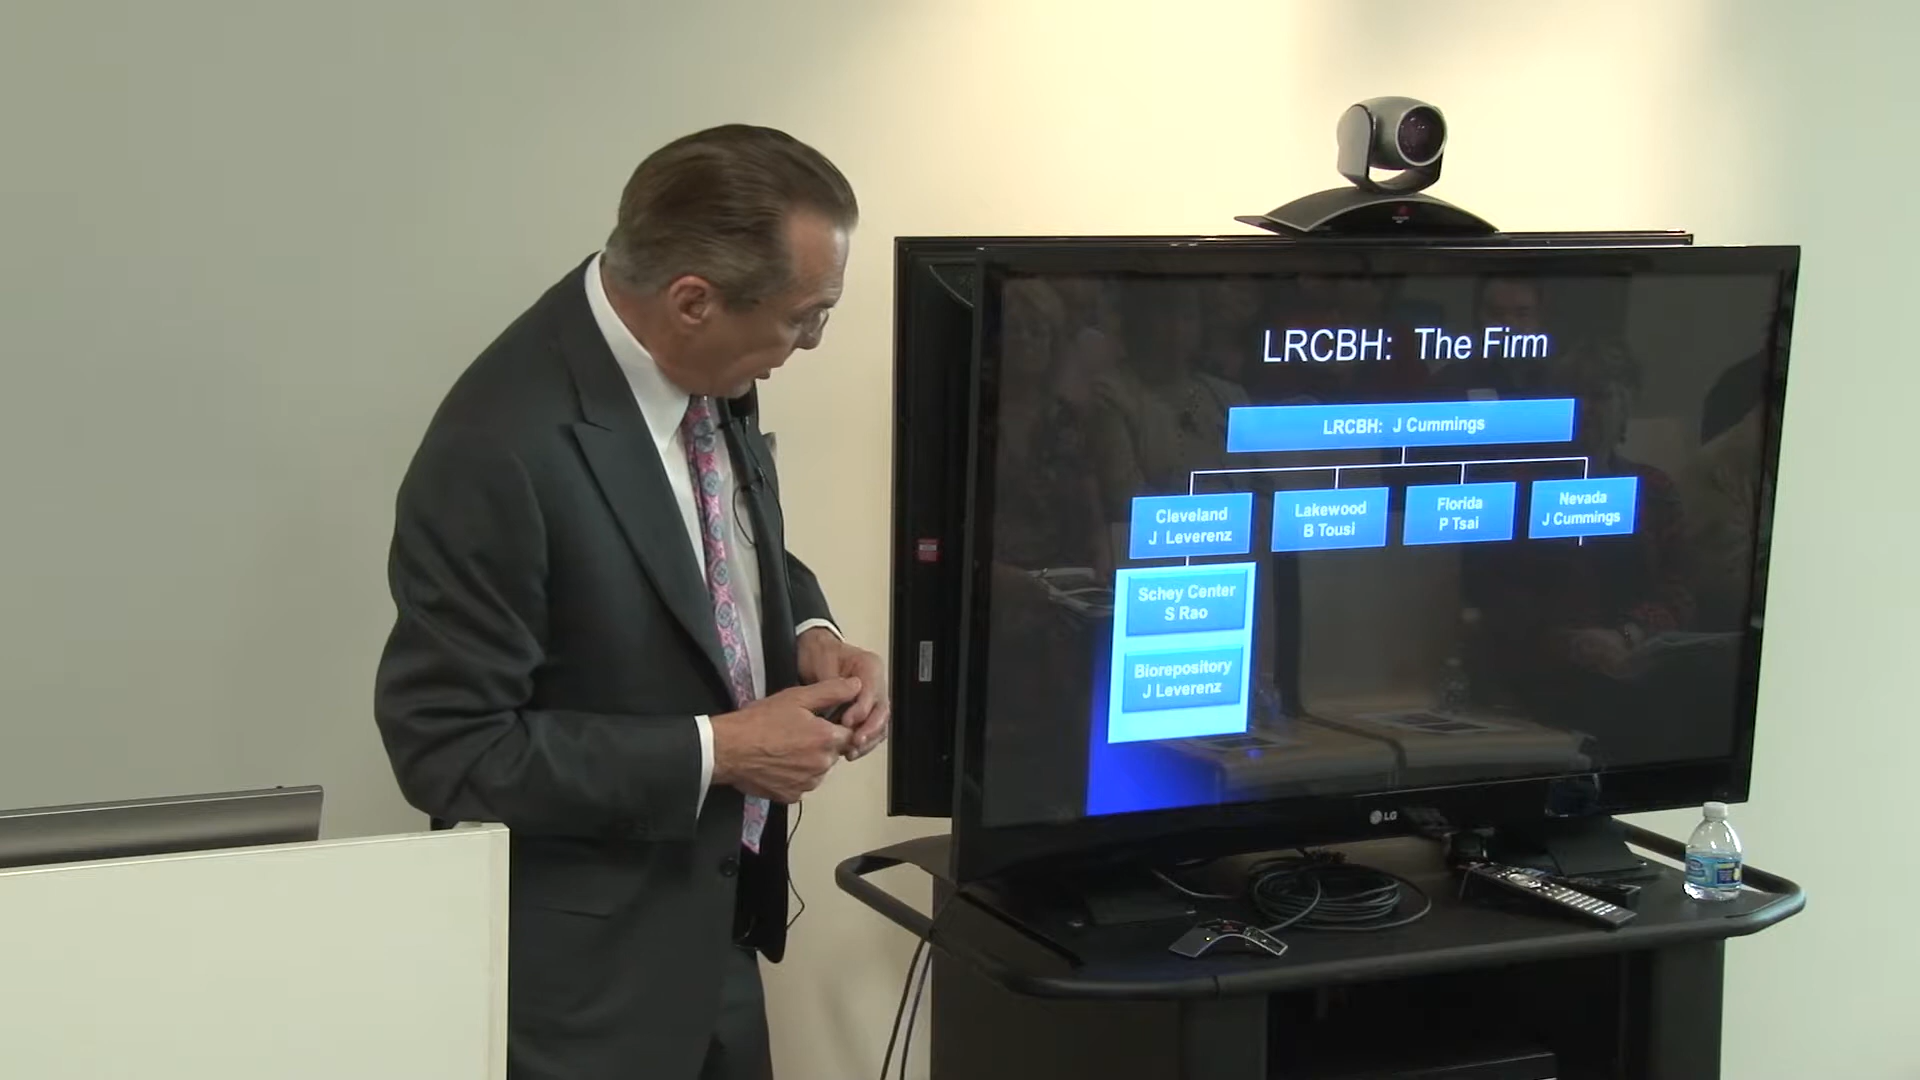 LRCBH: The Firm
LRCBH: J Cummings
Cleveland
J Leverenz
Lakewood
B Tousi
Florida
P Tsai
Nevada
J Cummings
Schey Center
S Rao
Biorepository
J Leverenz
LG